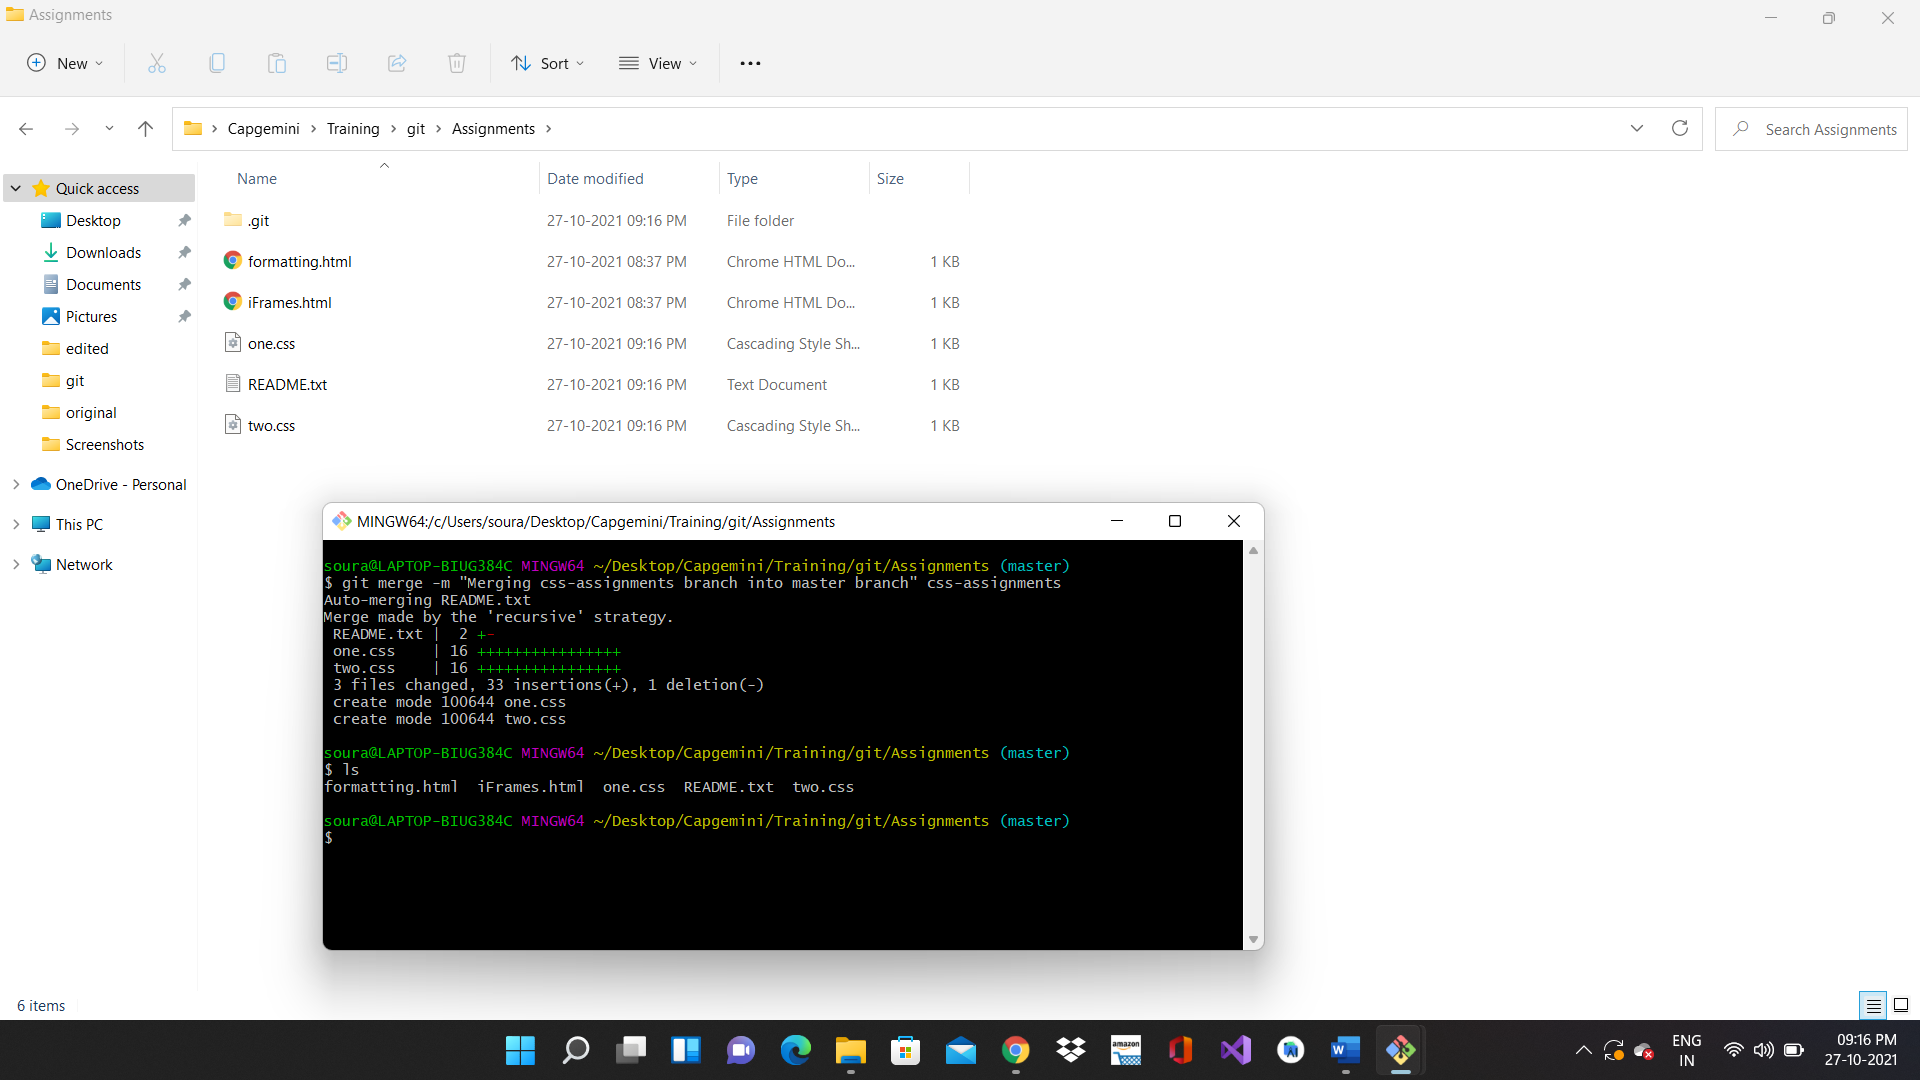 Assignments
New
Sort
View
Capgemini
Training
git
Assignments
Search Assignments
Name
Date modified
Type
Size
Quick access
Desktop
Downloads
Documents
Pictures
edited
git
original
Screenshots
OneDrive - Personal
This PC
Network
.git 27-10-2021 09:16 PM File folder
formatting.html 27-10-2021 08:37 PM Chrome HTML Do... 1 KB
iFrames.html 27-10-2021 08:37 PM Chrome HTML Do... 1 KB
one.css 27-10-2021 09:16 PM Cascading Style Sh... 1 KB
README.txt 27-10-2021 09:16 PM Text Document 1 KB
two.css 27-10-2021 09:16 PM Cascading Style Sh... 1 KB
MINGW64:/c/Users/soura/Desktop/Capgemini/Training/git/Assignments
soura@LAPTOP-BIUG384C MINGW64 ~/Desktop/Capgemini/Training/git/Assignments (master)
$ git merge -m "Merging css-assignments branch into master branch" css-assignments
Auto-merging README.txt
Merge made by the 'recursive' strategy.
README.txt | 2 +-
one.css | 16 ++++++++++++++++
two.css | 16 ++++++++++++++++
3 files changed, 33 insertions(+), 1 deletion(-)
create mode 100644 one.css
create mode 100644 two.css
soura@LAPTOP-BIUG384C MINGW64 ~/Desktop/Capgemini/Training/git/Assignments (master)
$ ls
formatting.html iFrames.html one.css README.txt two.css
soura@LAPTOP-BIUG384C MINGW64 ~/Desktop/Capgemini/Training/git/Assignments (master)
$
6 items
amazon
ENG
IN
09:16 PM
27-10-2021